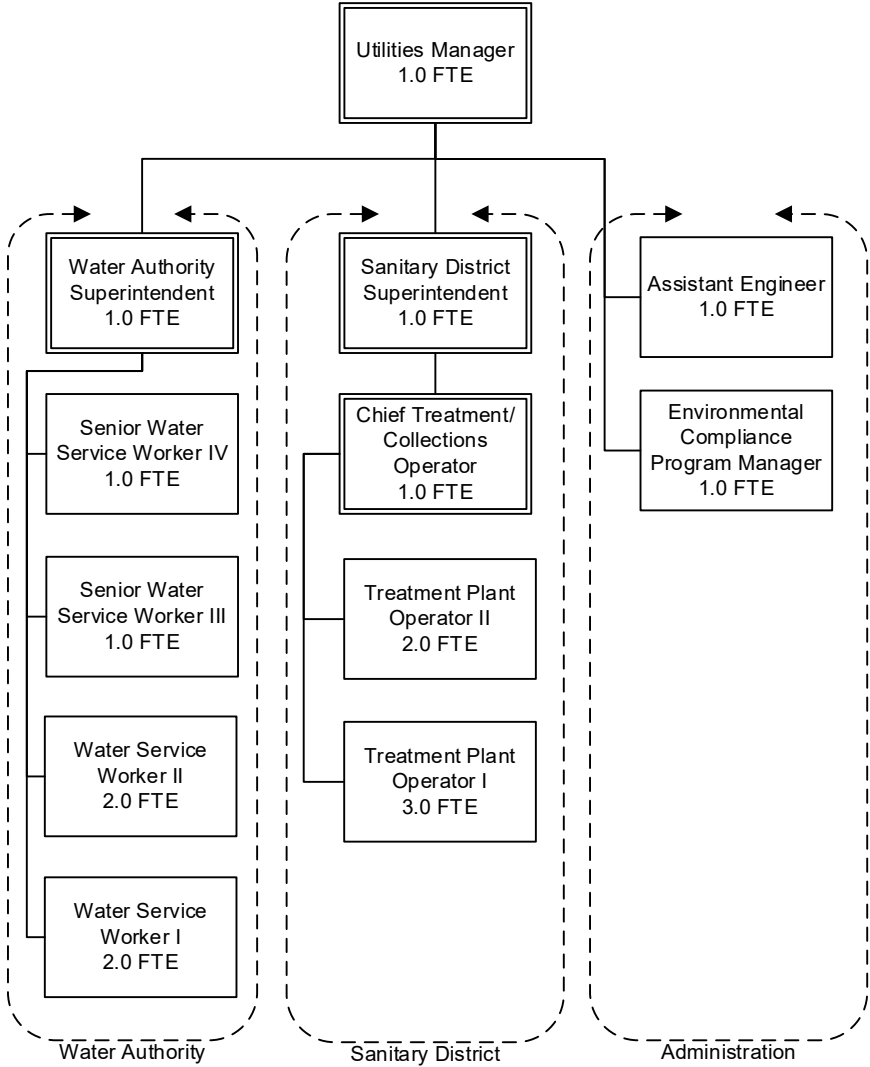 Utilities Manager
1.0 FTE
Water Authority
Superintendent
1.0 FTE
Senior Water
Service Worker IV
1.0 FTE
Senior Water
Service Worker III
1.0 FTE
Water Service
Worker II
2.0 FTE
Water Service
Worker I
2.0 FTE
Water Authority
Sanitary District
Superintendent
1.0 FTE
Chief Treatment/
Collections
Operator
1.0 FTE
Treatment Plant
Operator II
2.0 FTE
Treatment Plant
Operator I
3.0 FTE
Sanitary District
Assistant Engineer
1.0 FTE
Environmental
Compliance
Program Manager
1.0 FTE
Administration